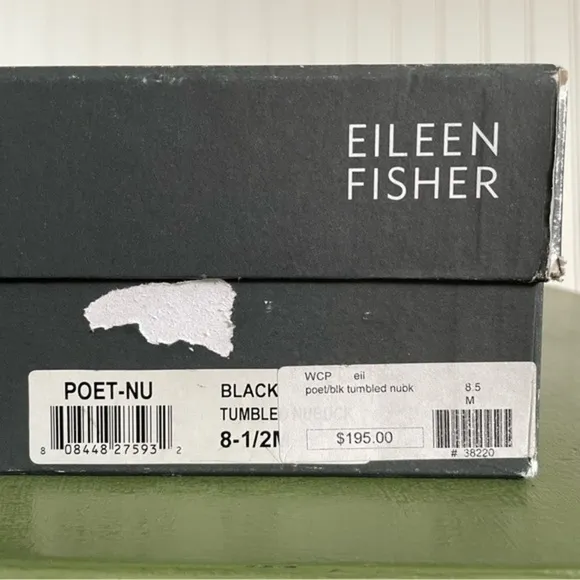 EILEEN
FISHER
POET-NU
8 08448 27593 2
BLACK
TUMBLED NUBUCK
8-1/2M
WCP eil
poet/blk tumbled nubk
8.5
M
$195.00
# 38220